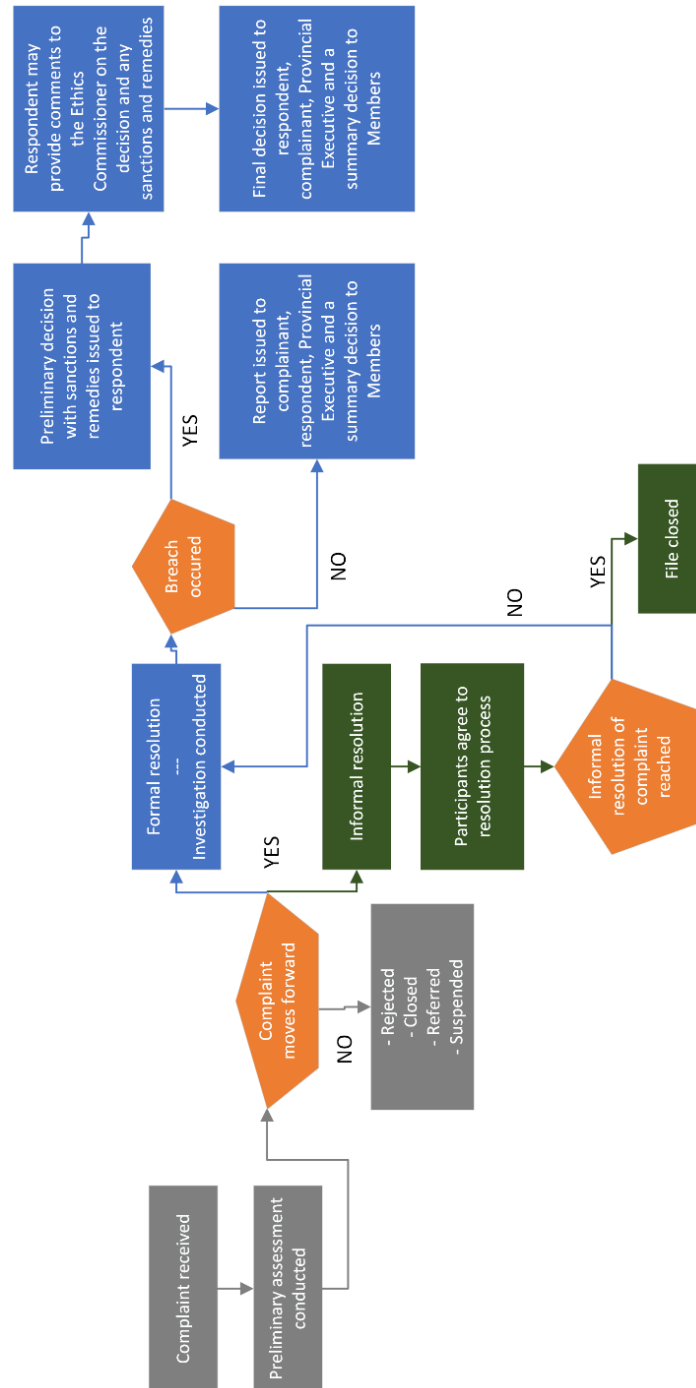 Complaint received
Preliminary assessment
conducted
Complaint
moves forward
YES
NO
- Rejected
- Closed
- Referred
- Suspended
Formal resolution
---
Investigation conducted
Informal resolution
Participants agree to
resolution process
Informal
resolution of
complaint
reached
NO
YES
File closed
Breach
occured
YES
NO
Preliminary decision
with sanctions and
remedies issued to
respondent
Report issued to
complainant,
respondent, Provincial
Executive and a
summary decision to
Members
Respondent may
provide comments to
the Ethics
Commissioner on the
decision and any
sanctions and remedies
Final decision issued to
respondent,
complainant, Provincial
Executive and a
summary decision to
Members